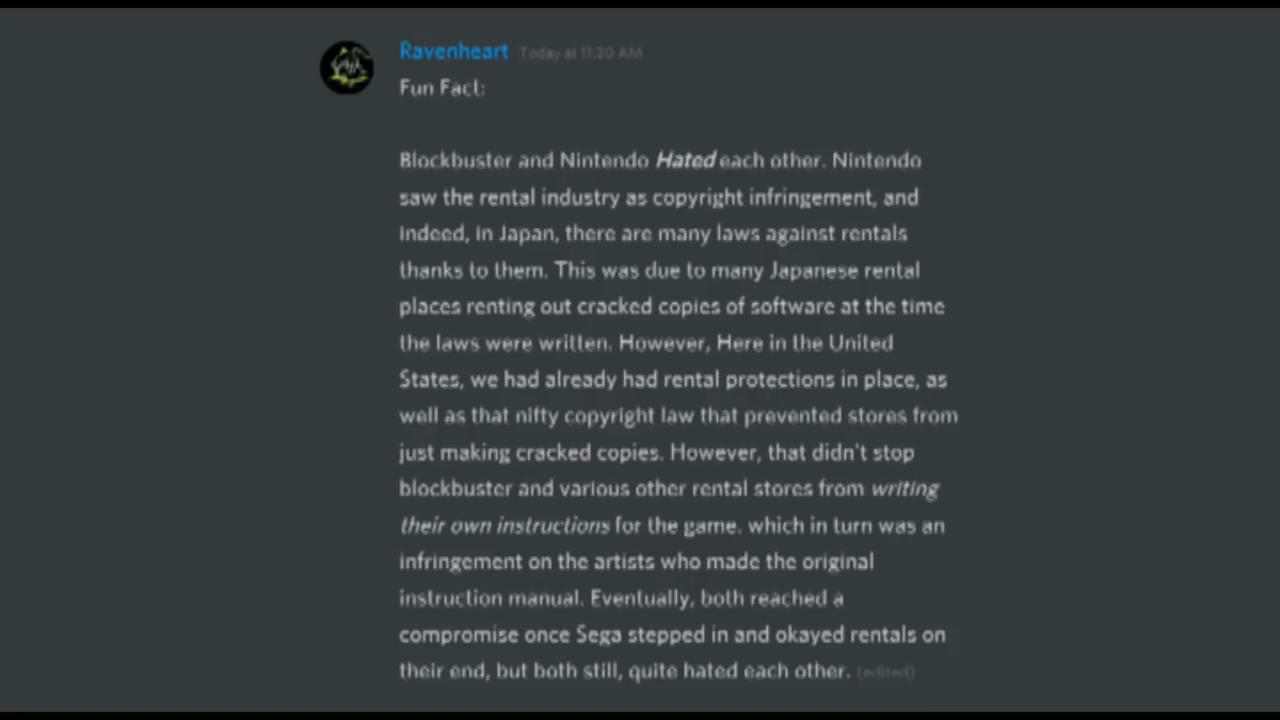 Ravenheart Today at 11:20 AM
Fun Fact:
Blockbuster and Nintendo Hated each other. Nintendo
saw the rental industry as copyright infringement, and
indeed, in Japan, there are many laws against rentals
thanks to them. This was due to many Japanese rental
places renting out cracked copies of software at the time
the laws were written. However, Here in the United
States, we had already had rental protections in place, as
well as that nifty copyright law that prevented stores from
just making cracked copies. However, that didn't stop
blockbuster and various other rental stores from writing
their own instructions for the game. which in turn was an
infringement on the artists who made the original
instruction manual. Eventually, both reached a
compromise once Sega stepped in and okayed rentals on
their end, but both still, quite hated each other. (edited)